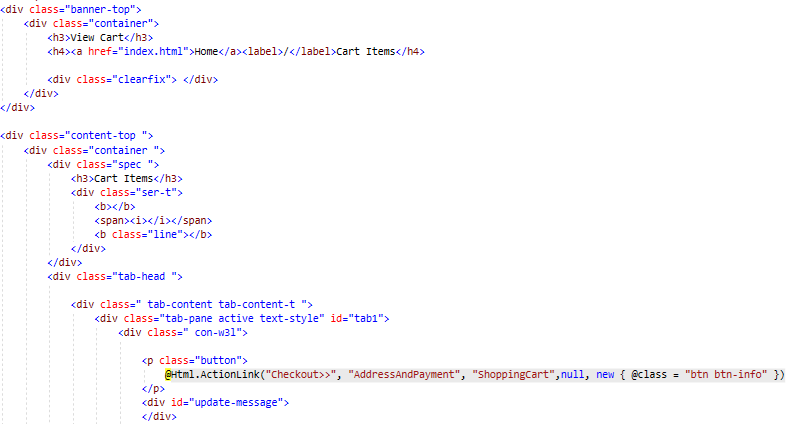 <div class="banner-top">
    <div class="container">
        <h3>View Cart</h3>
        <h4><a href="index.html">Home</a><label>/</label>Cart Items</h4>
        <div class="clearfix"> </div>
    </div>
</div>
<div class="content-top ">
    <div class="container ">
        <div class="spec ">
            <h3>Cart Items</h3>
            <div class="ser-t">
                <b></b>
                <span><i></i></span>
                <b class="line"></b>
            </div>
        </div>
        <div class="tab-head ">
            <div class=" tab-content tab-content-t ">
                <div class="tab-pane active text-style" id="tab1">
                    <div class=" con-w3l">
                        <p class="button">
                            @Html.ActionLink("Checkout>>", "AddressAndPayment", "ShoppingCart",null, new { @class = "btn btn-info" })
                        </p>
                        <div id="update-message">
                        </div>